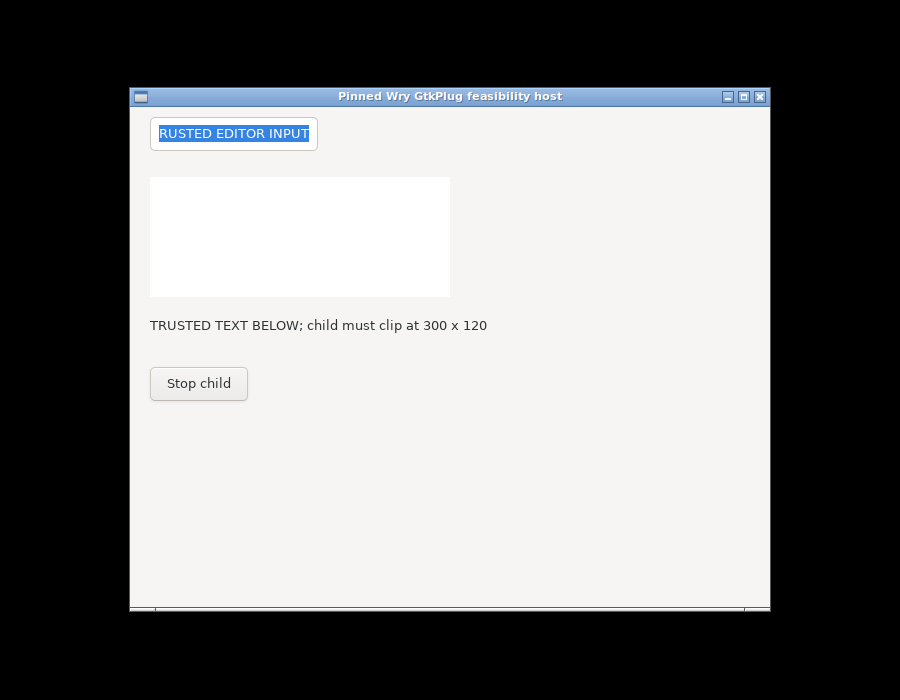 Pinned Wry GtkPlug feasibility host
RUSTED EDITOR INPUT
TRUSTED TEXT BELOW; child must clip at 300 x 120
Stop child